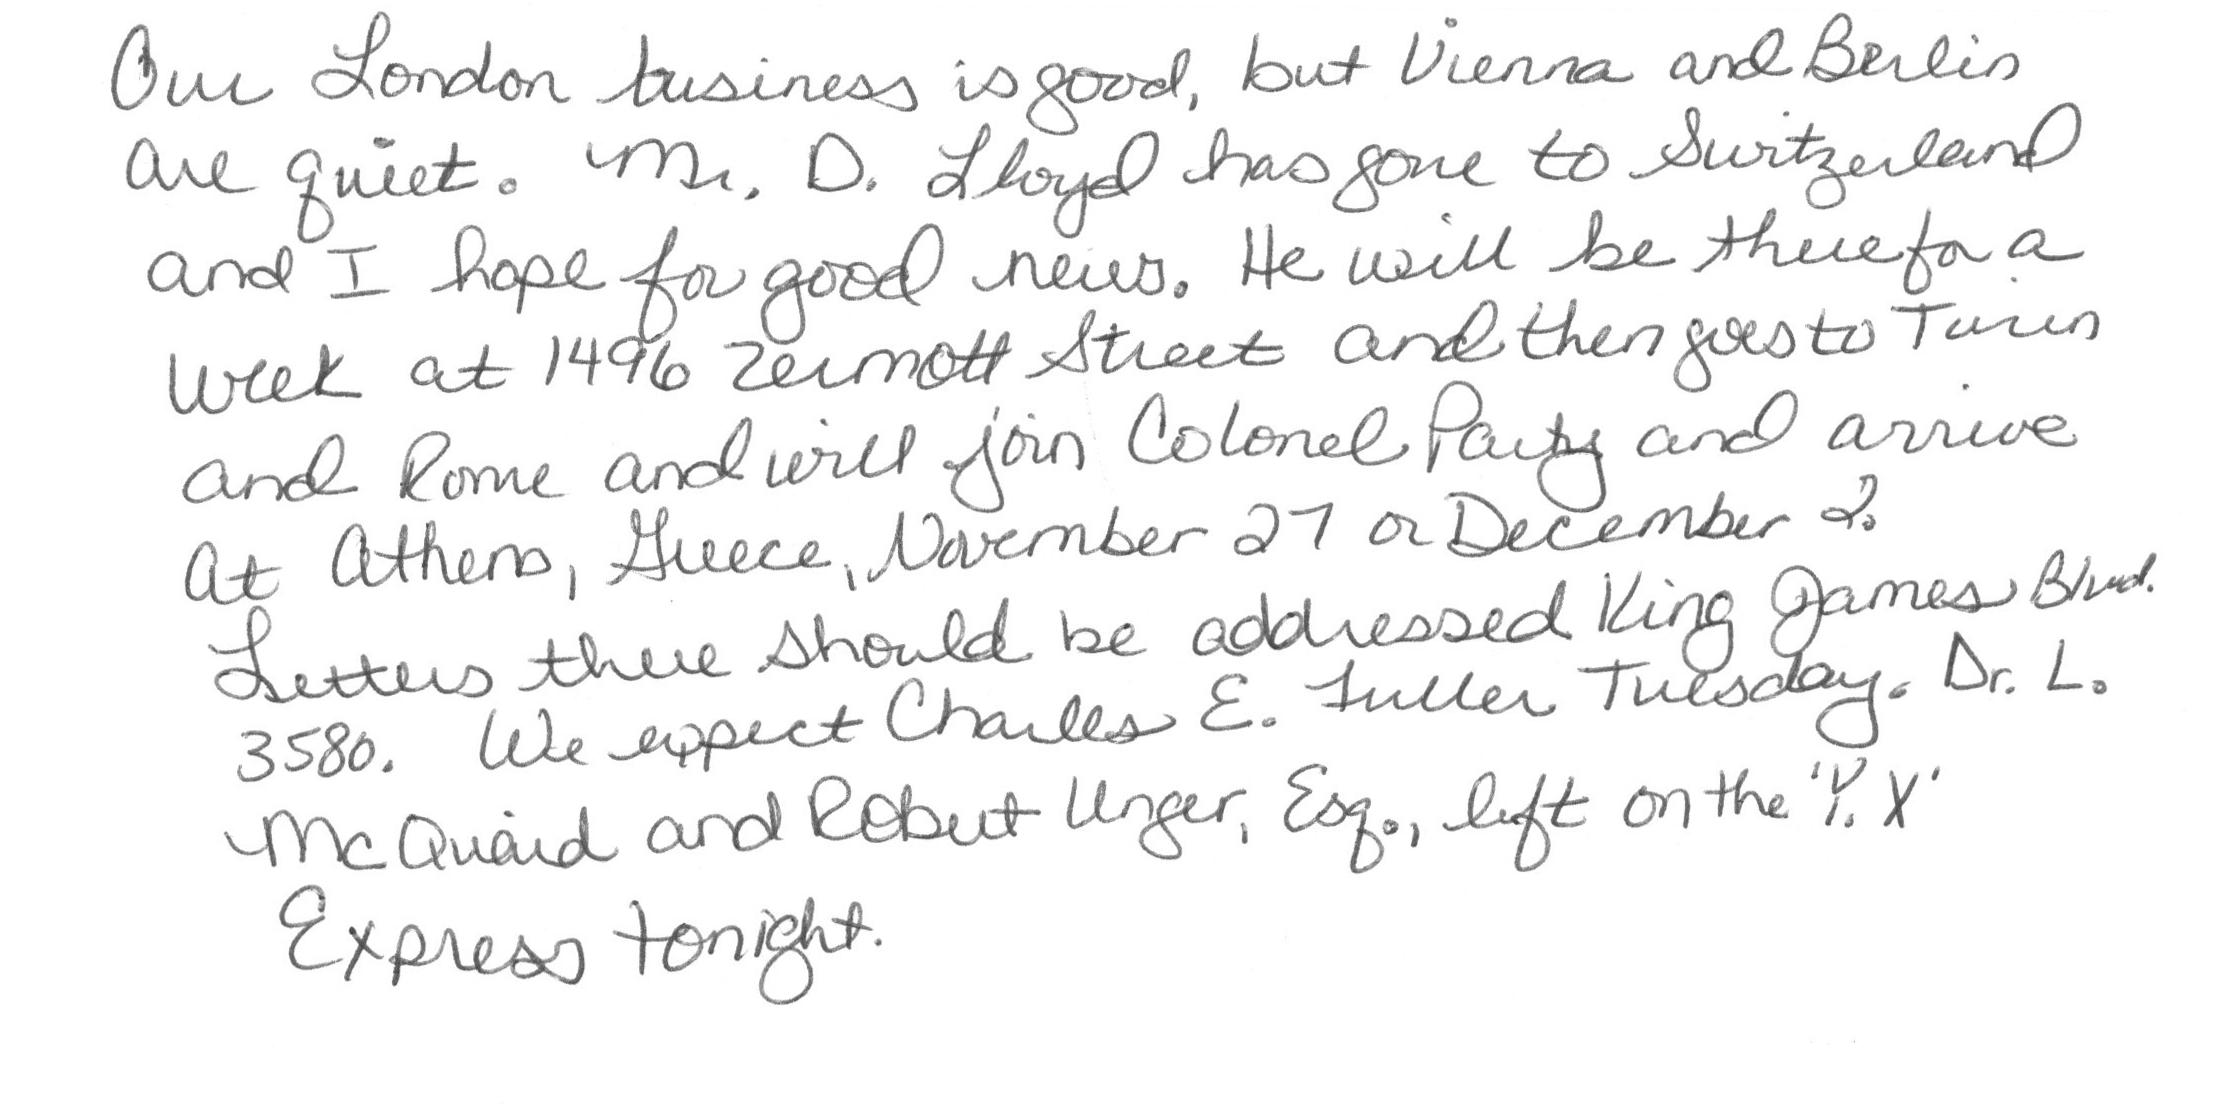 Our London business is good, but Vienna and Berlin
are quiet. Mr. D. Lloyd has gone to Switzerland
and I hope for good news. He will be there for a
week at 1496 Zermott Street and then goes to Turin
and Rome and will join Colonel Party and arrive
at Athens, Greece, November 27 or December 2.
Letters there should be addressed King James Blvd.
3580. We expect Charles E. Fuller Tuesday. Dr. L.
McQuaid and Robert Unger, Esq., left on the 'Y. X'
Express tonight.